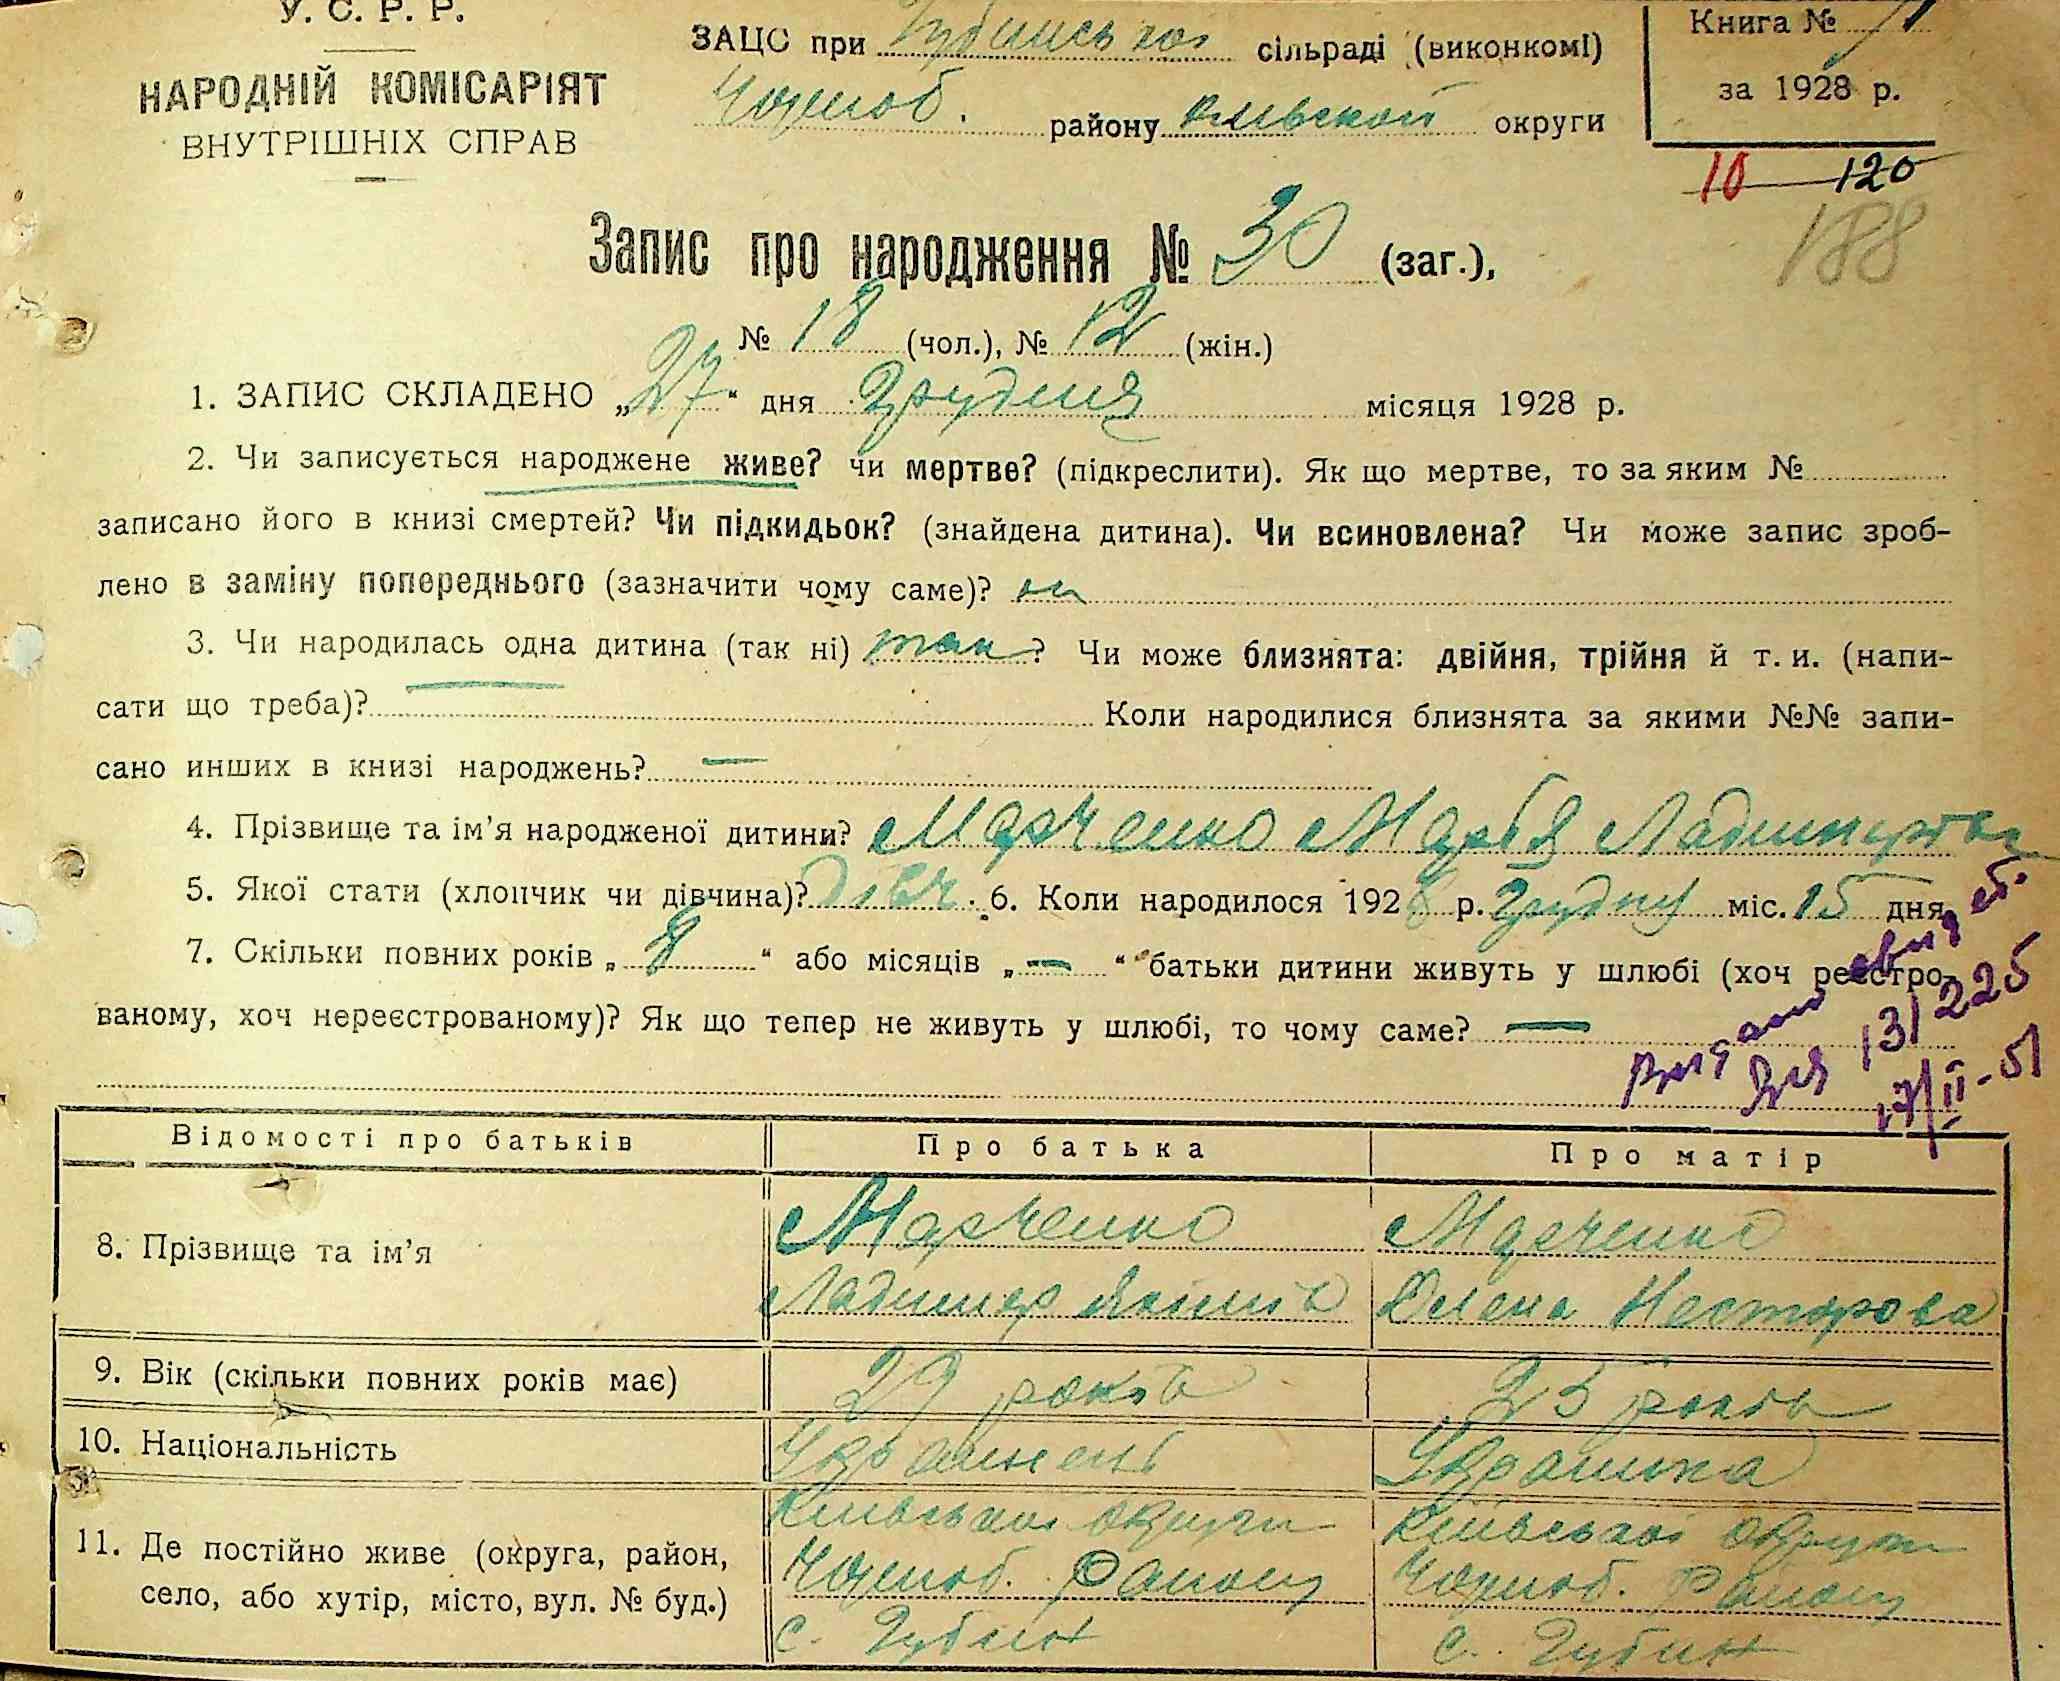 У. С. Р. Р.
НАРОДНІЙ КОМІСАРІЯТ
ВНУТРІШНІХ СПРАВ
ЗАЦС при Губинської сільраді (виконкомі)
Чорноб. району Київської округи
Книга №
за 1928 р.
10 — 120
188
Запис про народження № 30 (заг.),
№ 18 (чол.), № 12 (жін.)
1. ЗАПИС СКЛАДЕНО „27“ дня Грудня місяця 1928 р.
2. Чи записується народжене живе? чи мертве? (підкреслити). Як що мертве, то за яким №
записано його в книзі смертей? Чи підкидьок? (знайдена дитина). Чи всиновлена? Чи може запис зроб-
лено в заміну попереднього (зазначити чому саме)? ні
3. Чи народилась одна дитина (так ні) так? Чи може близнята: двійня, трійня й т. и. (напи-
сати що треба)? Коли народилися близнята за якими №№ запи-
сано инших в книзі народжень? —
4. Прізвище та ім’я народженої дитини? Марченко Марія Ладимертва
5. Якої стати (хлопчик чи дівчина)? дівч. 6. Коли народилося 1928 р. Грудну міс. 15 дня
7. Скільки повних років „8“ або місяців „—“ батьки дитини живуть у шлюбі (хоч реєстро-
ваному, хоч нереєстрованому)? Як що тепер не живуть у шлюбі, то чому саме? —
131225
17/II-51
Відомості про батьків Про батька Про матір
8. Прізвище та ім’я
Марченко Марченко
Ладимер Якимів Олена Несторова
9. Вік (скільки повних років має) 29 років 25 років
10. Національність Українець Українка
11. Де постійно живе (округа, район,
село, або хутір, місто, вул. № буд.)
Київської округи Київської округи
Чорноб. Району Чорноб. Району
с. Губин с. Губин